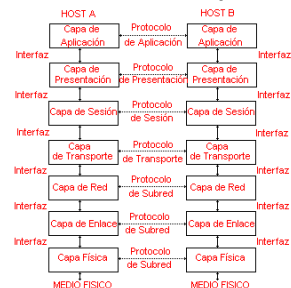 HOST A
HOST B
Capa de
Aplicación
Protocolo
de Aplicación
Capa de
Aplicación
Interfaz
Interfaz
Capa de
Presentación
Protocolo
de Presentación
Capa de
Presentación
Interfaz
Interfaz
Capa de Sesión
Protocolo
de Sesión
Capa de Sesión
Interfaz
Interfaz
Capa
de Transporte
Protocolo
de Transporte
Capa
de Transporte
Interfaz
Interfaz
Capa de Red
Protocolo
de Subred
Capa de Red
Interfaz
Interfaz
Capa de Enlace
Protocolo
de Subred
Capa de Enlace
Interfaz
Interfaz
Capa Física
Protocolo
de Subred
Capa Física
MEDIO FISICO
MEDIO FISICO